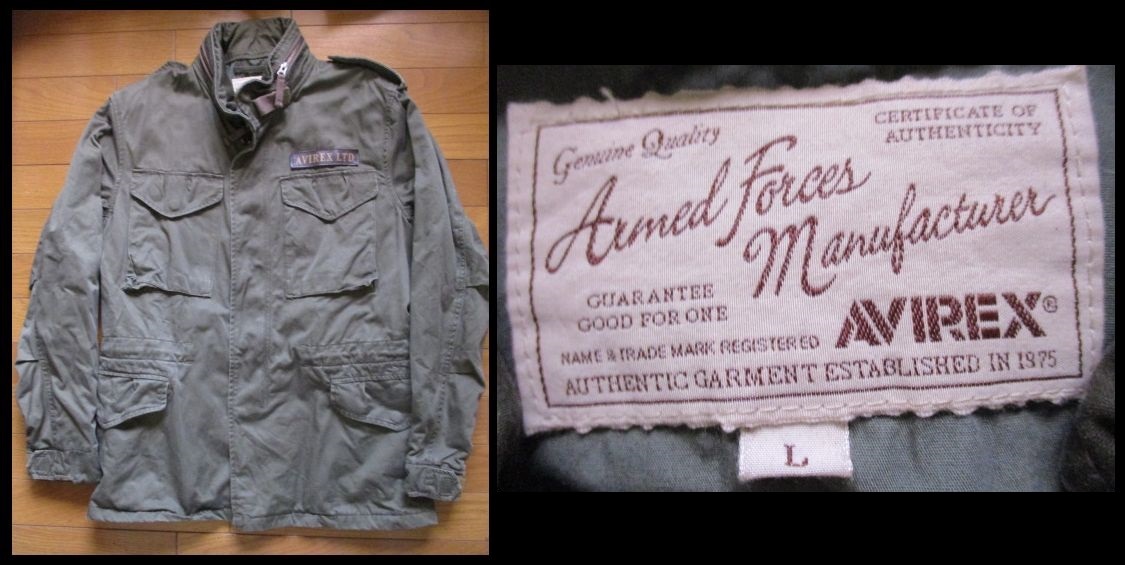 AVIREX LTD
Genuine Quality
CERTIFICATE OF
AUTHENTICITY
Armed Forces
Manufacturer
GUARANTEE
GOOD FOR ONE
NAME & TRADE MARK REGISTERED
AVIREX®
AUTHENTIC GARMENT ESTABLISHED IN 1975
L